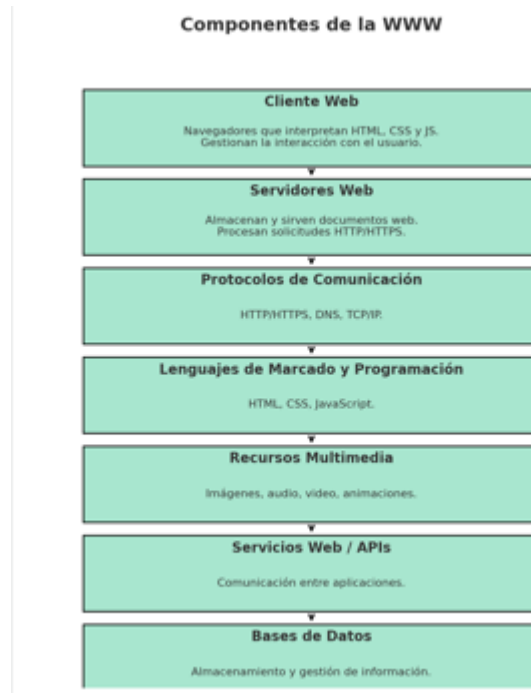 Componentes de la WWW
Cliente Web
Navegadores que interpretan HTML, CSS y JS.
Gestionan la interacción con el usuario.
Servidores Web
Almacenan y sirven documentos web.
Procesan solicitudes HTTP/HTTPS.
Protocolos de Comunicación
HTTP/HTTPS, DNS, TCP/IP.
Lenguajes de Marcado y Programación
HTML, CSS, JavaScript.
Recursos Multimedia
Imágenes, audio, video, animaciones.
Servicios Web / APIs
Comunicación entre aplicaciones.
Bases de Datos
Almacenamiento y gestión de información.